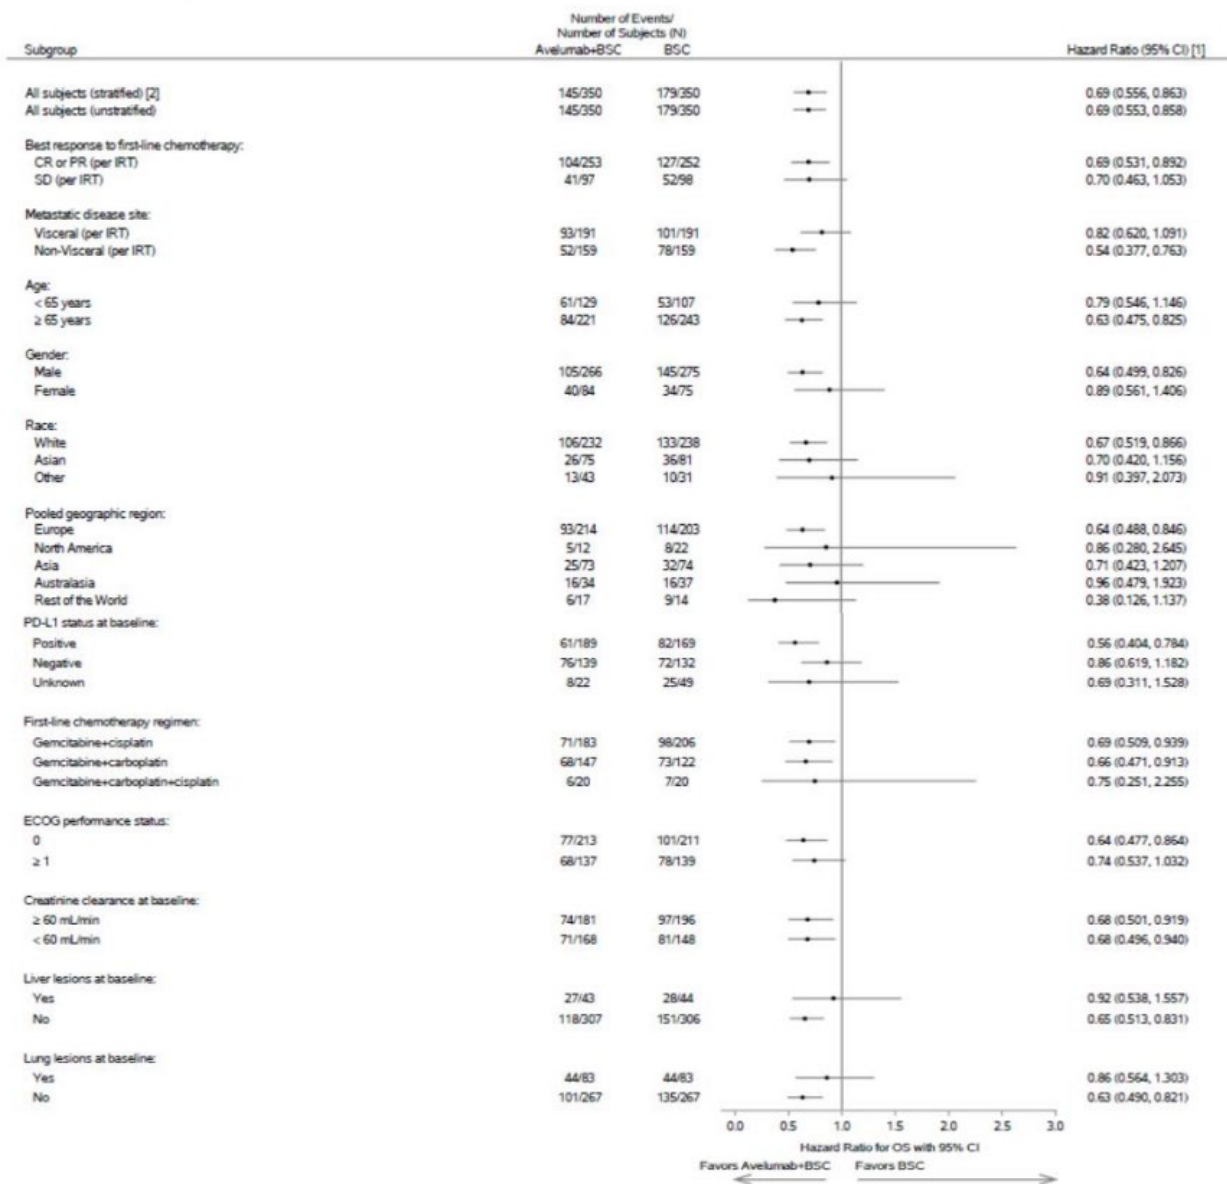 Number of Events/
Number of Subjects (N)
Subgroup Avelumab+BSC BSC Hazard Ratio (95% CI) [1]
All subjects (stratified) [2] 145/350 179/350 0.69 (0.556, 0.863)
All subjects (unstratified) 145/350 179/350 0.69 (0.553, 0.858)
Best response to first-line chemotherapy:
CR or PR (per IRT) 104/253 127/252 0.69 (0.531, 0.892)
SD (per IRT) 41/97 52/98 0.70 (0.463, 1.053)
Metastatic disease site:
Visceral (per IRT) 93/191 101/191 0.82 (0.620, 1.091)
Non-Visceral (per IRT) 52/159 78/159 0.54 (0.377, 0.763)
Age:
< 65 years 61/129 53/107 0.79 (0.546, 1.146)
≥ 65 years 84/221 126/243 0.63 (0.475, 0.825)
Gender:
Male 105/266 145/275 0.64 (0.499, 0.826)
Female 40/84 34/75 0.89 (0.561, 1.406)
Race:
White 106/232 133/238 0.67 (0.519, 0.866)
Asian 26/75 36/81 0.70 (0.420, 1.156)
Other 13/43 10/31 0.91 (0.397, 2.073)
Pooled geographic region:
Europe 93/214 114/203 0.64 (0.488, 0.846)
North America 5/12 8/22 0.86 (0.280, 2.645)
Asia 25/73 32/74 0.71 (0.423, 1.207)
Australasia 16/34 16/37 0.96 (0.479, 1.923)
Rest of the World 6/17 9/14 0.38 (0.126, 1.137)
PD-L1 status at baseline:
Positive 61/189 82/169 0.56 (0.404, 0.784)
Negative 76/139 72/132 0.86 (0.619, 1.182)
Unknown 8/22 25/49 0.69 (0.311, 1.528)
First-line chemotherapy regimen:
Gemcitabine+cisplatin 71/183 98/206 0.69 (0.509, 0.939)
Gemcitabine+carboplatin 68/147 73/122 0.66 (0.471, 0.913)
Gemcitabine+carboplatin+cisplatin 6/20 7/20 0.75 (0.251, 2.255)
ECOG performance status:
0 77/213 101/211 0.64 (0.477, 0.864)
≥ 1 68/137 78/139 0.74 (0.537, 1.032)
Creatinine clearance at baseline:
≥ 60 mL/min 74/181 97/196 0.68 (0.501, 0.919)
< 60 mL/min 71/168 81/148 0.68 (0.496, 0.940)
Liver lesions at baseline:
Yes 27/43 28/44 0.92 (0.538, 1.557)
No 118/307 151/306 0.65 (0.513, 0.831)
Lung lesions at baseline:
Yes 44/83 44/83 0.86 (0.564, 1.303)
No 101/267 135/267 0.63 (0.490, 0.821)
0.0 0.5 1.0 1.5 2.0 2.5 3.0
Hazard Ratio for OS with 95% CI
Favors Avelumab+BSC Favors BSC